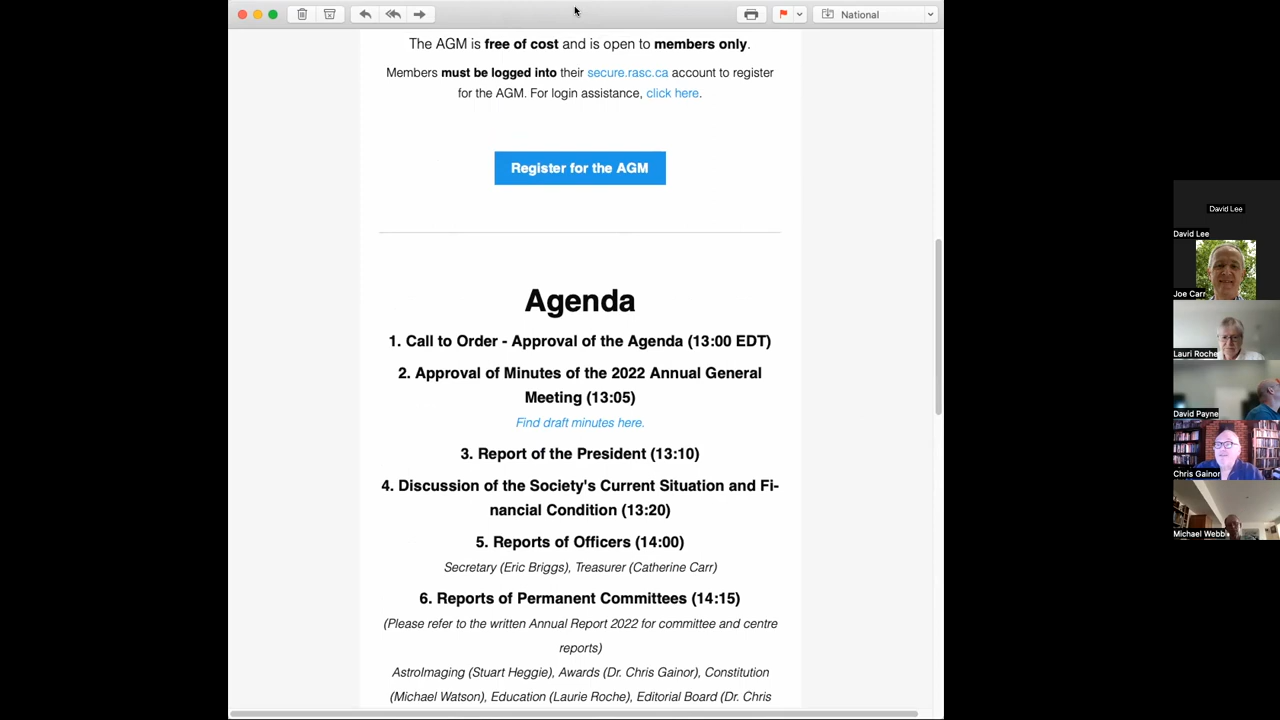 National
The AGM is free of cost and is open to members only.
Members must be logged into their secure.rasc.ca account to register
for the AGM. For login assistance, click here.
Register for the AGM
Agenda
1. Call to Order - Approval of the Agenda (13:00 EDT)
2. Approval of Minutes of the 2022 Annual General
Meeting (13:05)
Find draft minutes here.
3. Report of the President (13:10)
4. Discussion of the Society's Current Situation and Fi-
nancial Condition (13:20)
5. Reports of Officers (14:00)
Secretary (Eric Briggs), Treasurer (Catherine Carr)
6. Reports of Permanent Committees (14:15)
(Please refer to the written Annual Report 2022 for committee and centre
reports)
AstroImaging (Stuart Heggie), Awards (Dr. Chris Gainor), Constitution
(Michael Watson), Education (Laurie Roche), Editorial Board (Dr. Chris
David Lee
David Lee
Joe Carr
Lauri Roche
David Payne
Chris Gainor
Michael Webb